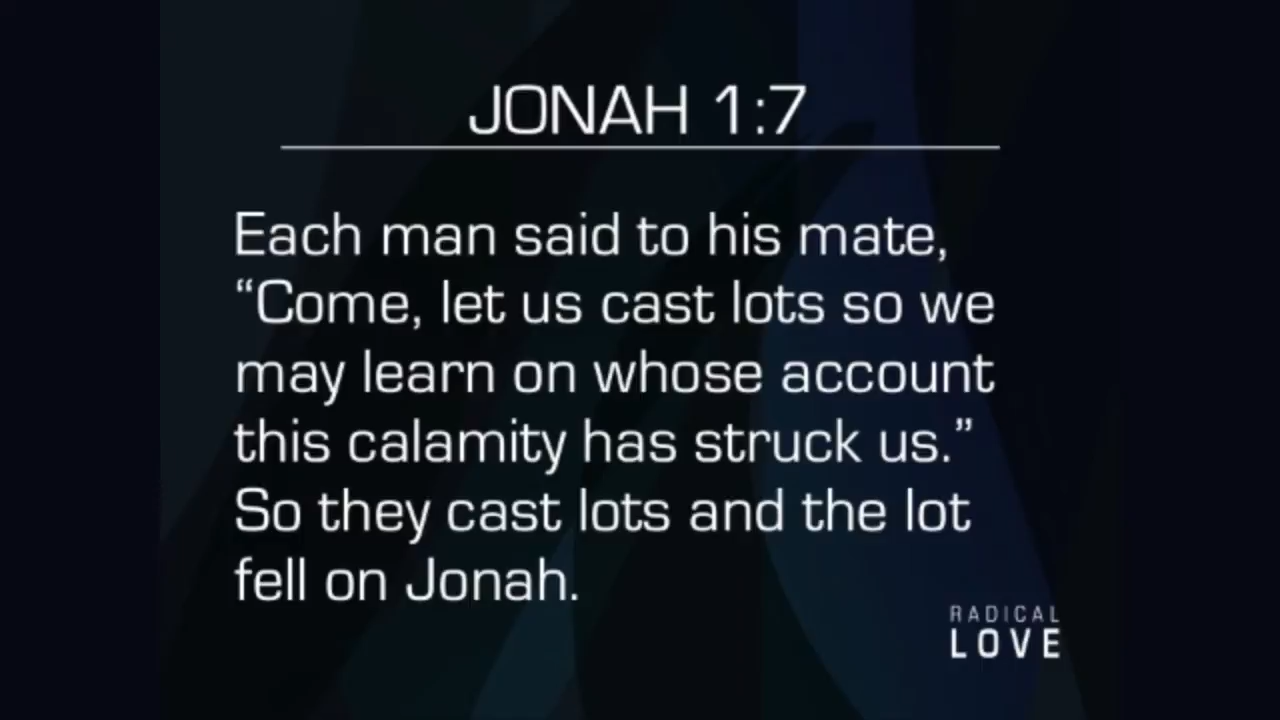 JONAH 1:7
Each man said to his mate,
“Come, let us cast lots so we
may learn on whose account
this calamity has struck us.”
So they cast lots and the lot
fell on Jonah.
RADICAL
LOVE